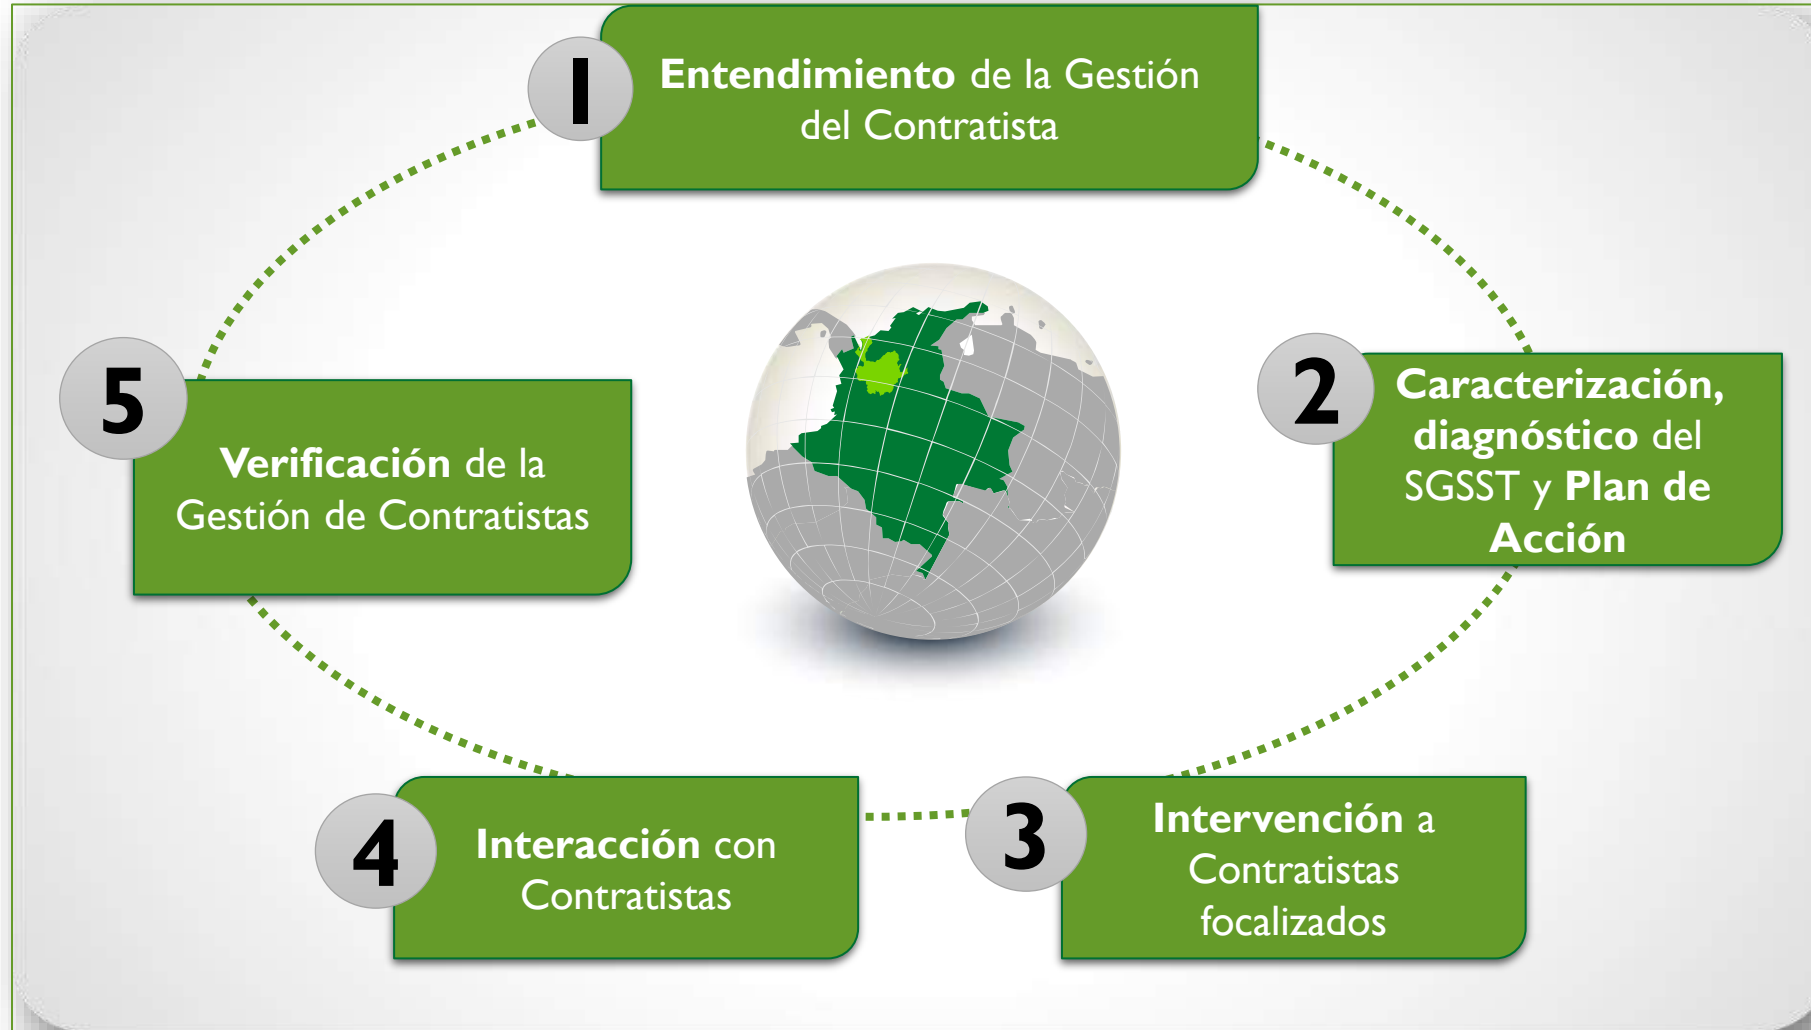 1
Entendimiento de la Gestión
del Contratista
2
Caracterización,
diagnóstico del
SGSST y Plan de
Acción
3
Intervención a
Contratistas
focalizados
4
Interacción con
Contratistas
5
Verificación de la
Gestión de Contratistas